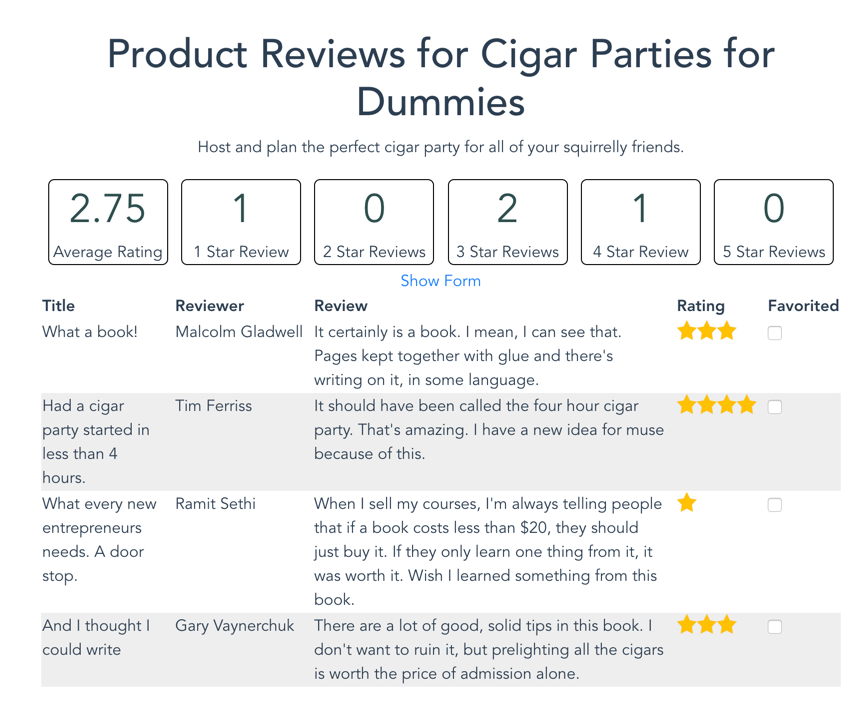 Product Reviews for Cigar Parties for
Dummies
Host and plan the perfect cigar party for all of your squirrelly friends.
2.75 1 0 2 1 0
Average Rating 1 Star Review 2 Star Reviews 3 Star Reviews 4 Star Review 5 Star Reviews
Show Form
Title Reviewer Review Rating Favorited
What a book! Malcolm Gladwell It certainly is a book. I mean, I can see that.
Pages kept together with glue and there's
writing on it, in some language.
Had a cigar Tim Ferriss It should have been called the four hour cigar
party started in party. That's amazing. I have a new idea for muse
less than 4 because of this.
hours.
What every new Ramit Sethi When I sell my courses, I'm always telling people
entrepreneurs that if a book costs less than $20, they should
needs. A door just buy it. If they only learn one thing from it, it
stop. was worth it. Wish I learned something from this
book.
And I thought I Gary Vaynerchuk There are a lot of good, solid tips in this book. I
could write don't want to ruin it, but prelighting all the cigars
is worth the price of admission alone.